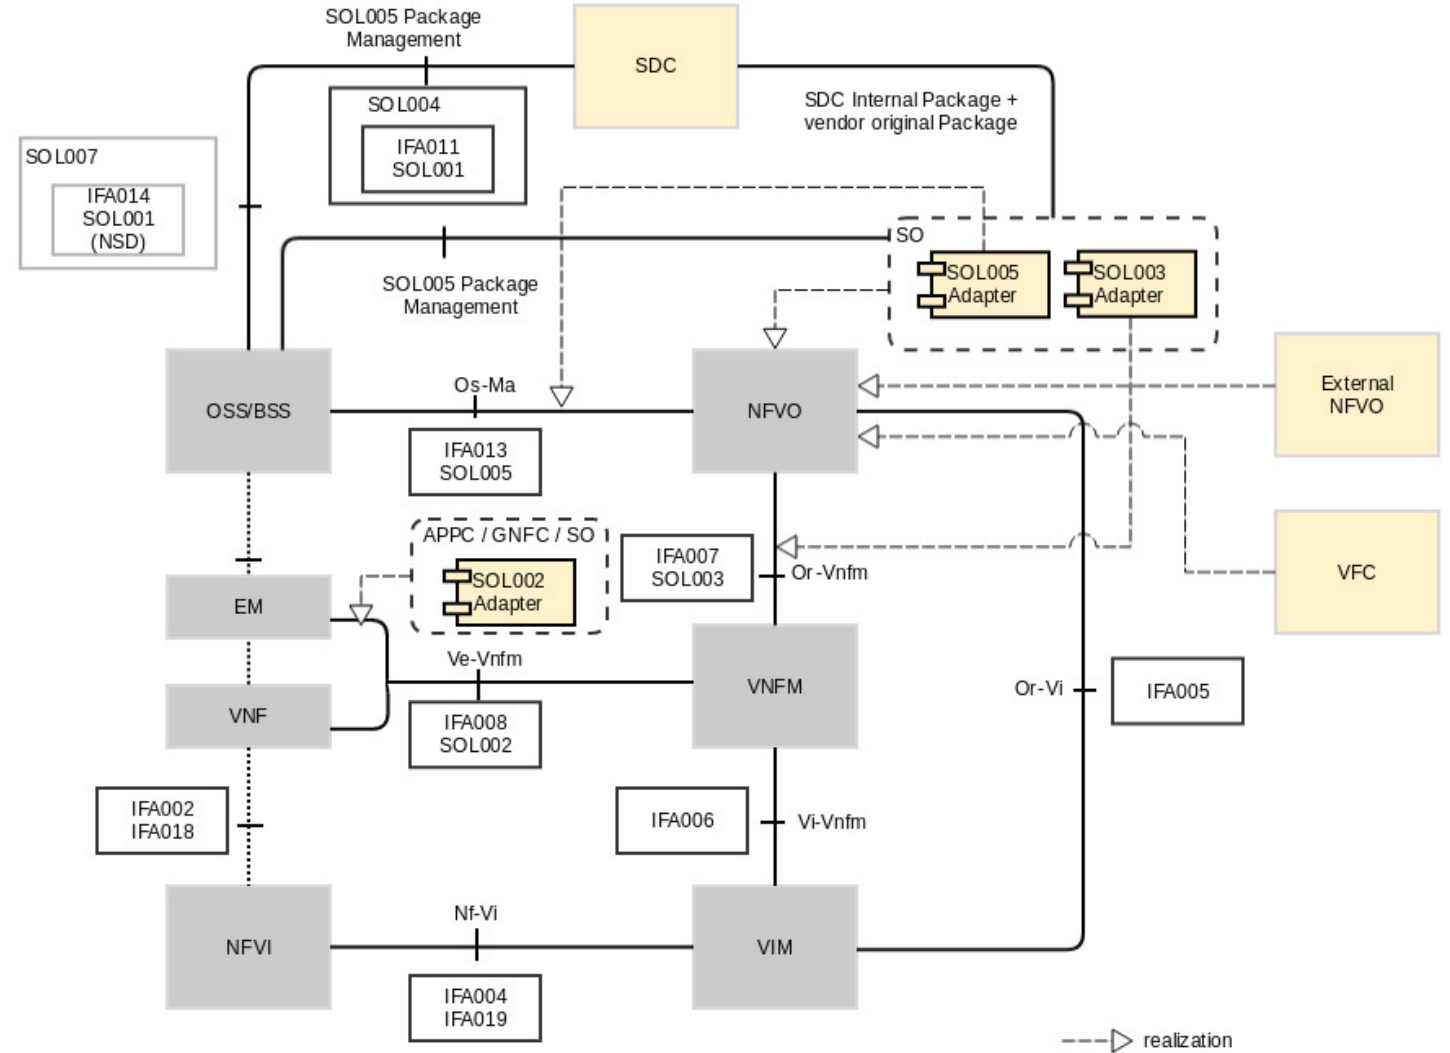 SOL005 Package
Management
SDC
SOL004
IFA011
SOL001
SDC Internal Package +
vendor original Package
SOL007
IFA014
SOL001
(NSD)
SO
SOL005
Adapter
SOL003
Adapter
SOL005 Package
Management
OSS/BSS
Os-Ma
NFVO
External
NFVO
IFA013
SOL005
APPC / GNFC / SO
SOL002
Adapter
IFA007
SOL003
Or-Vnfm
VFC
EM
Ve-Vnfm
VNFM
VNF
IFA008
SOL002
Or-Vi
IFA005
IFA002
IFA018
IFA006
Vi-Vnfm
Nf-Vi
NFVI
VIM
IFA004
IFA019
realization